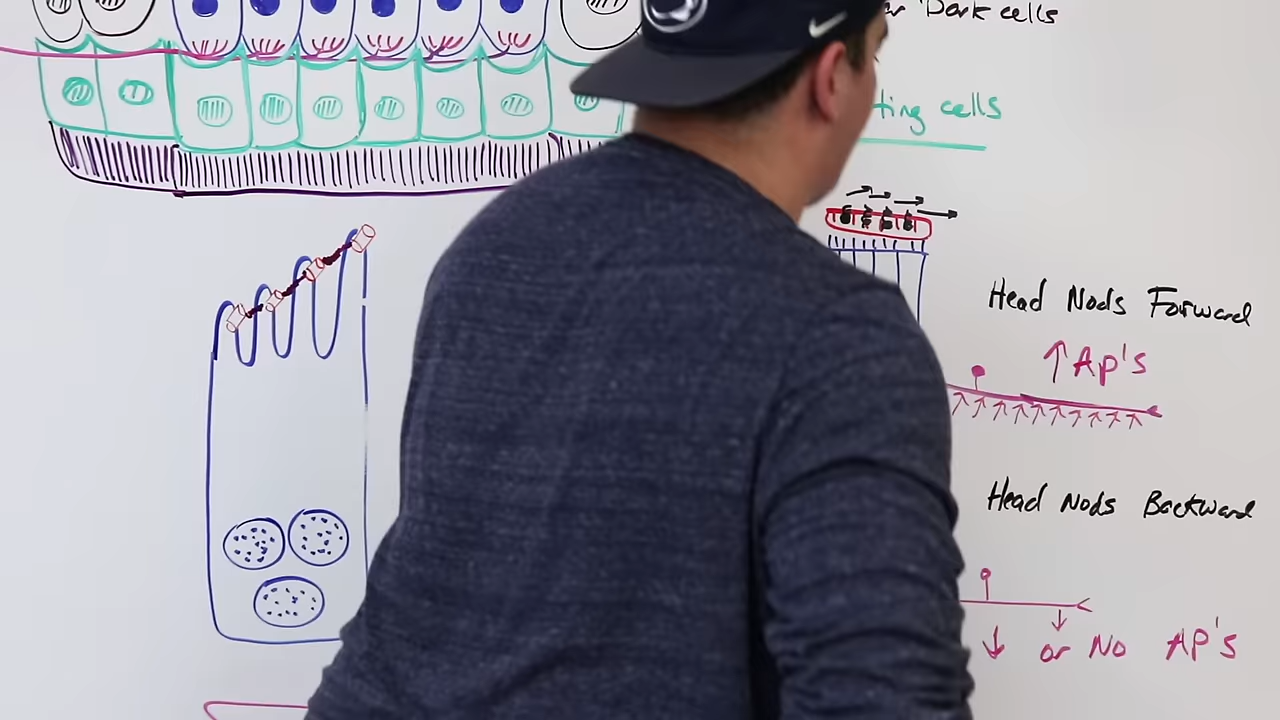 Dark cells
ting cells
Head Nods Forward
↑ Ap's
Head Nods Backward
↓ or No AP's